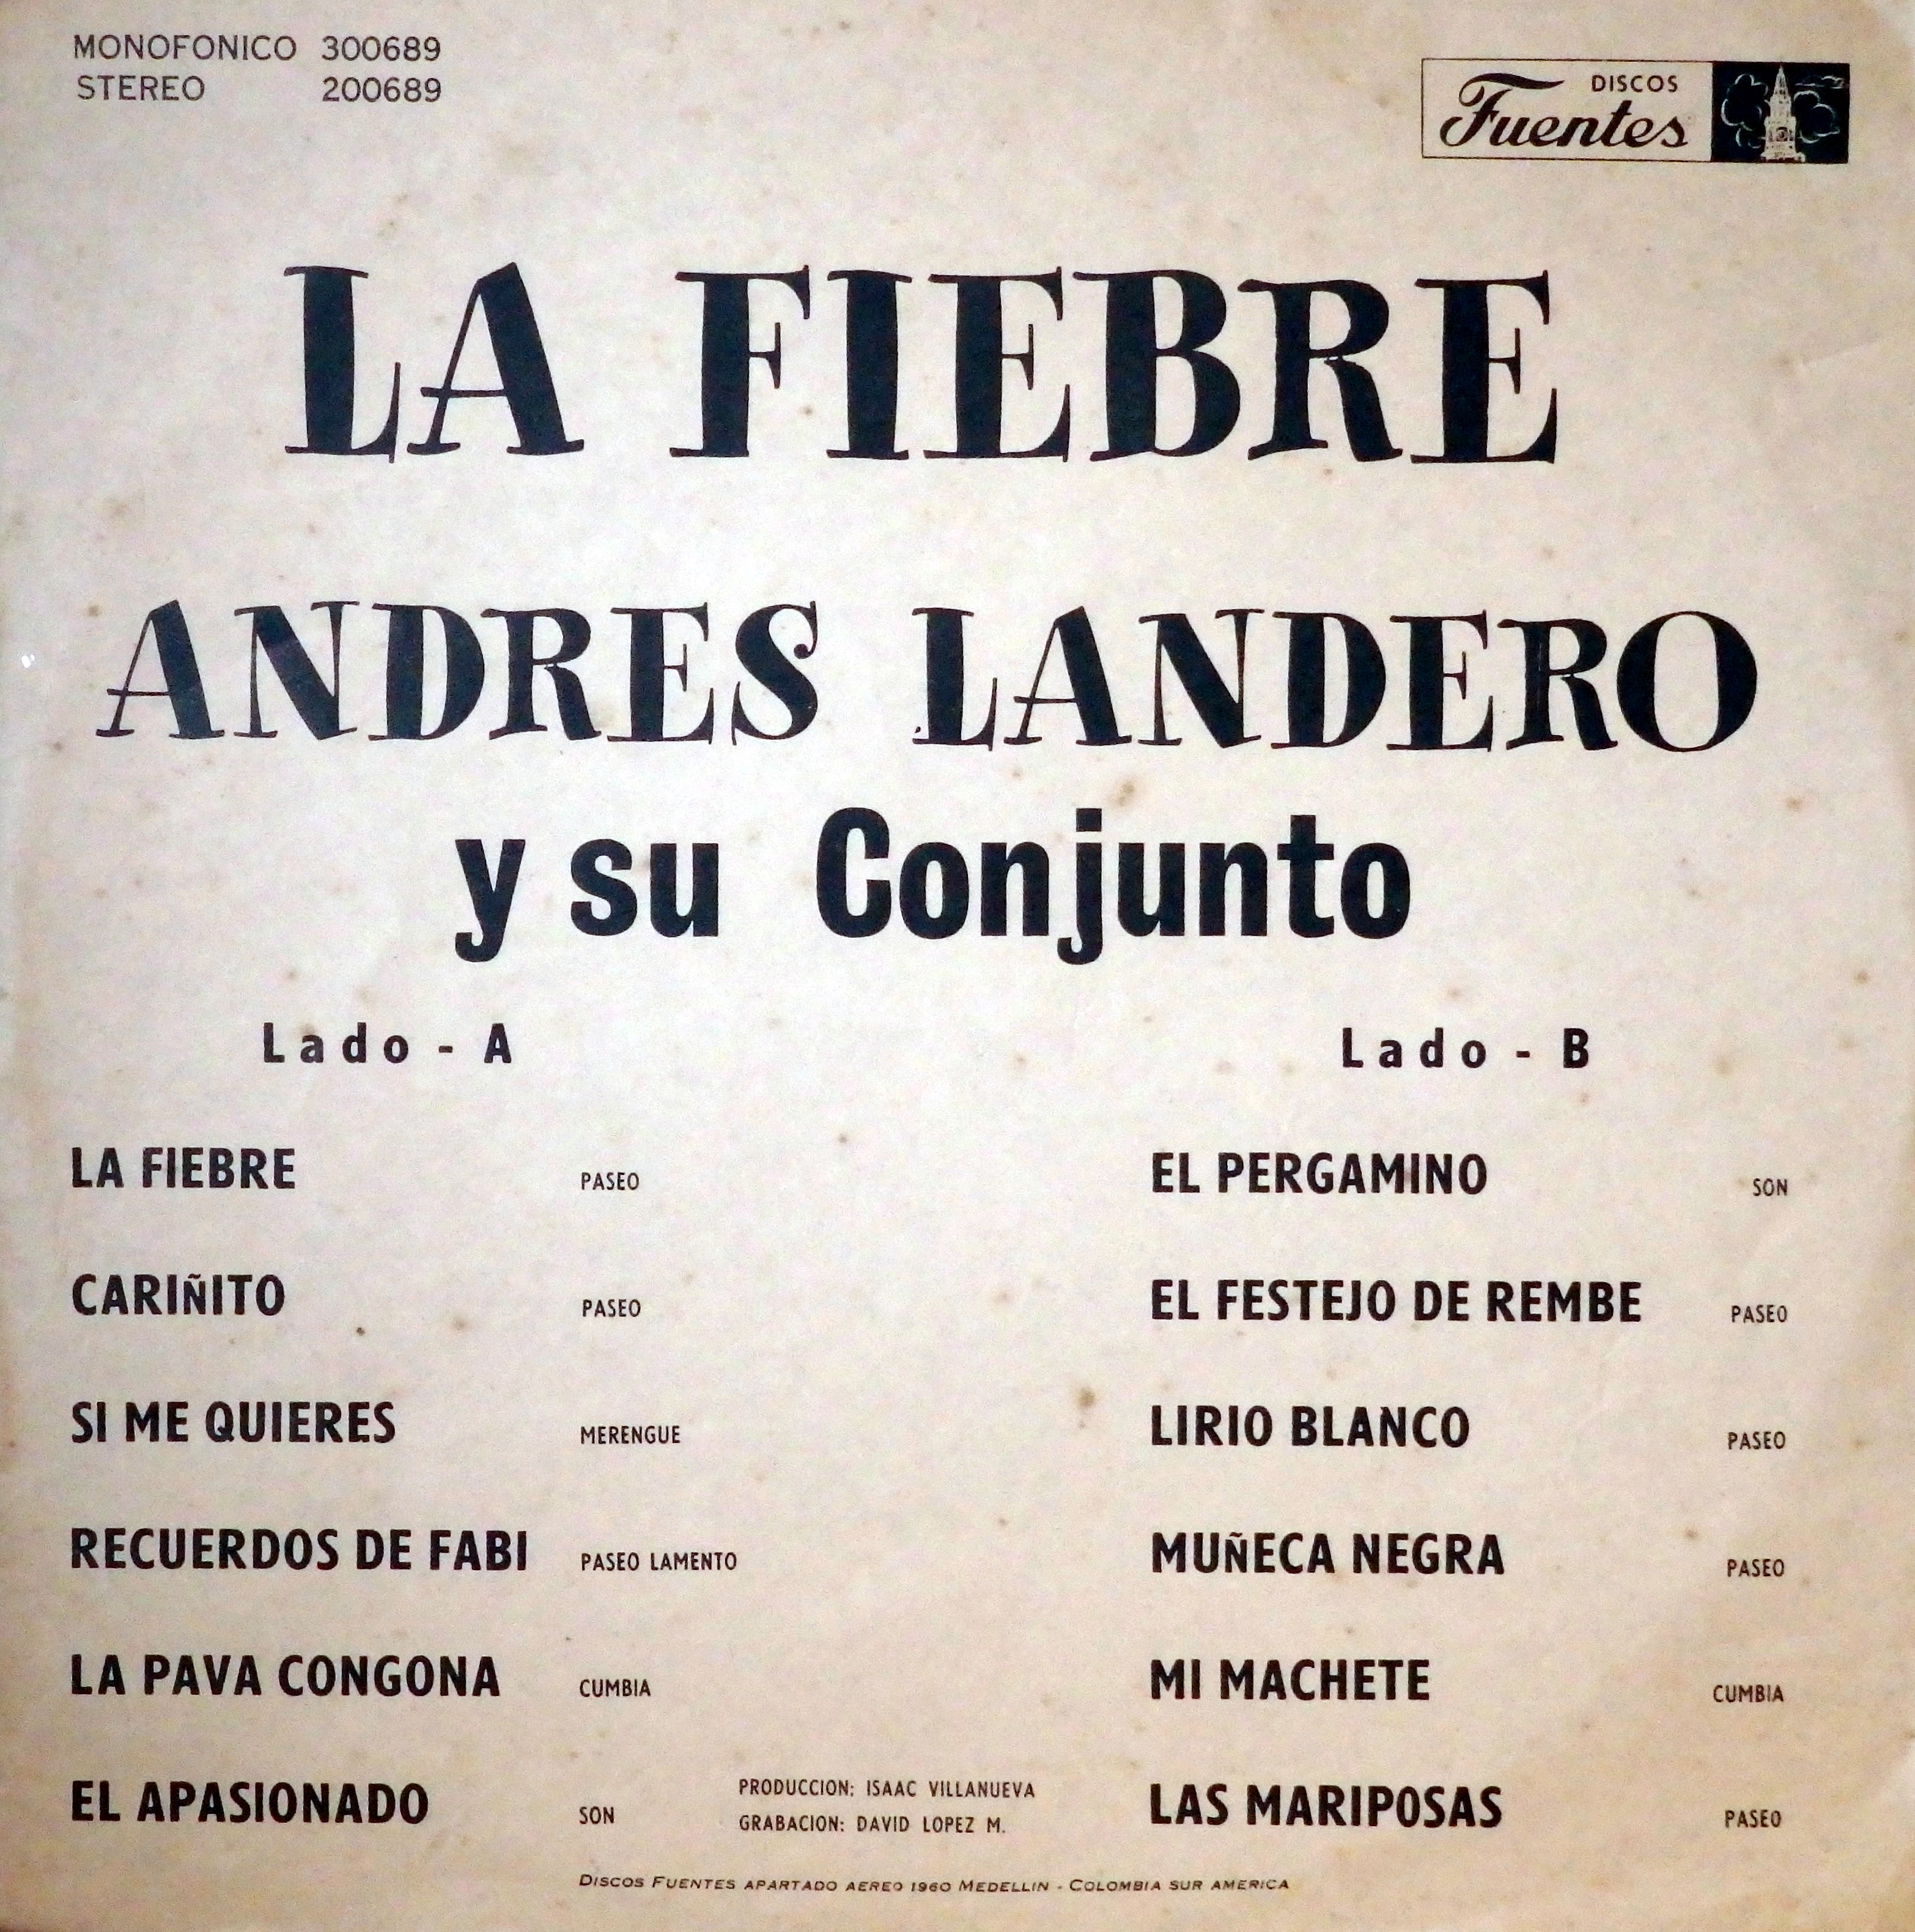 MONOFONICO 300689
STEREO 200689
DISCOS
Fuentes
LA FIEBRE
ANDRES LANDERO
y su Conjunto
Lado - A
LA FIEBRE PASEO
CARIÑITO PASEO
SI ME QUIERES MERENGUE
RECUERDOS DE FABI PASEO LAMENTO
LA PAVA CONGONA CUMBIA
EL APASIONADO SON
Lado - B
EL PERGAMINO SON
EL FESTEJO DE REMBE PASEO
LIRIO BLANCO PASEO
MUÑECA NEGRA PASEO
MI MACHETE CUMBIA
LAS MARIPOSAS PASEO
PRODUCCION: ISAAC VILLANUEVA
GRABACION: DAVID LOPEZ M.
DISCOS FUENTES APARTADO AEREO 1960 MEDELLIN - COLOMBIA SUR AMERICA